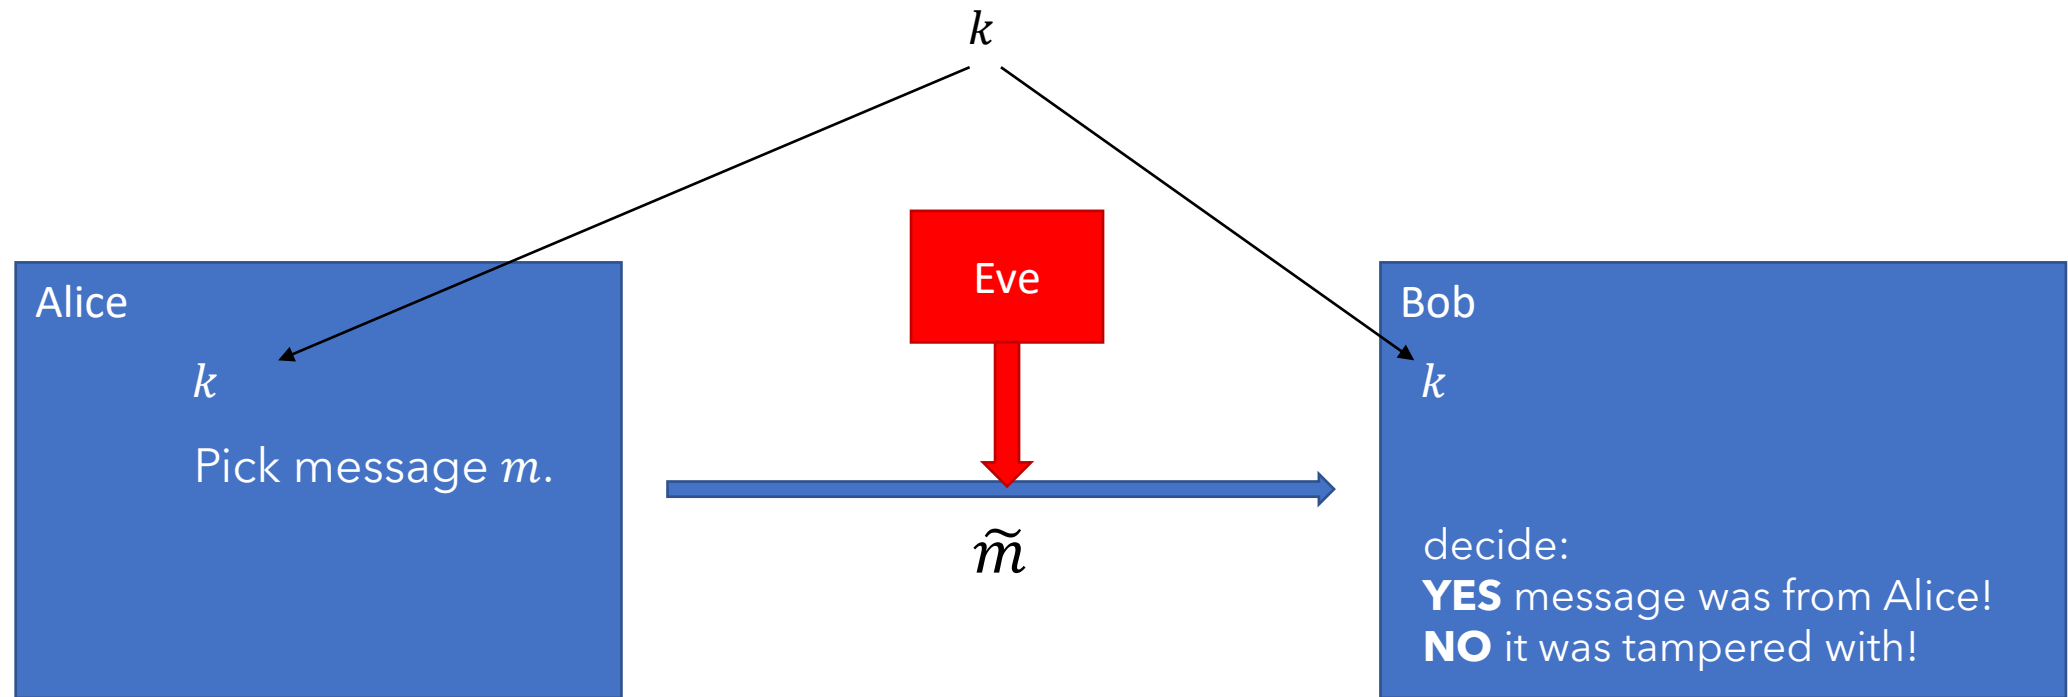 k
Eve
Alice
Bob
k
k
Pick message m.
m̃
decide:
YES message was from Alice!
NO it was tampered with!